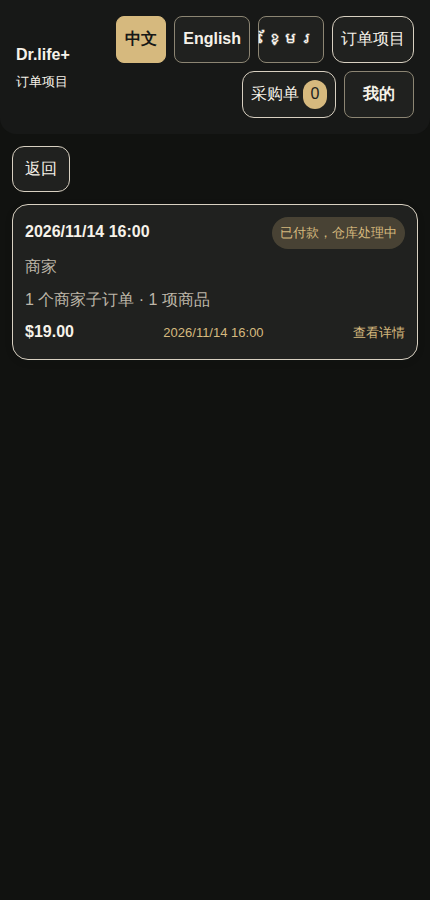 Dr.life+
订单项目
中文
English
ខ្មែរ
订单项目
采购单 0
我的
返回
2026/11/14 16:00
已付款，仓库处理中
商家
1 个商家子订单 · 1 项商品
$19.00
2026/11/14 16:00
查看详情